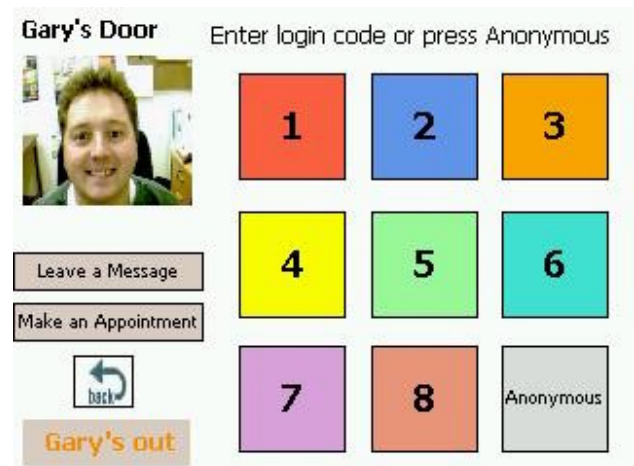 Gary's Door
Enter login code or press Anonymous
1 2 3
Leave a Message
4 5 6
Make an Appointment
back
7 8 Anonymous
Gary's out